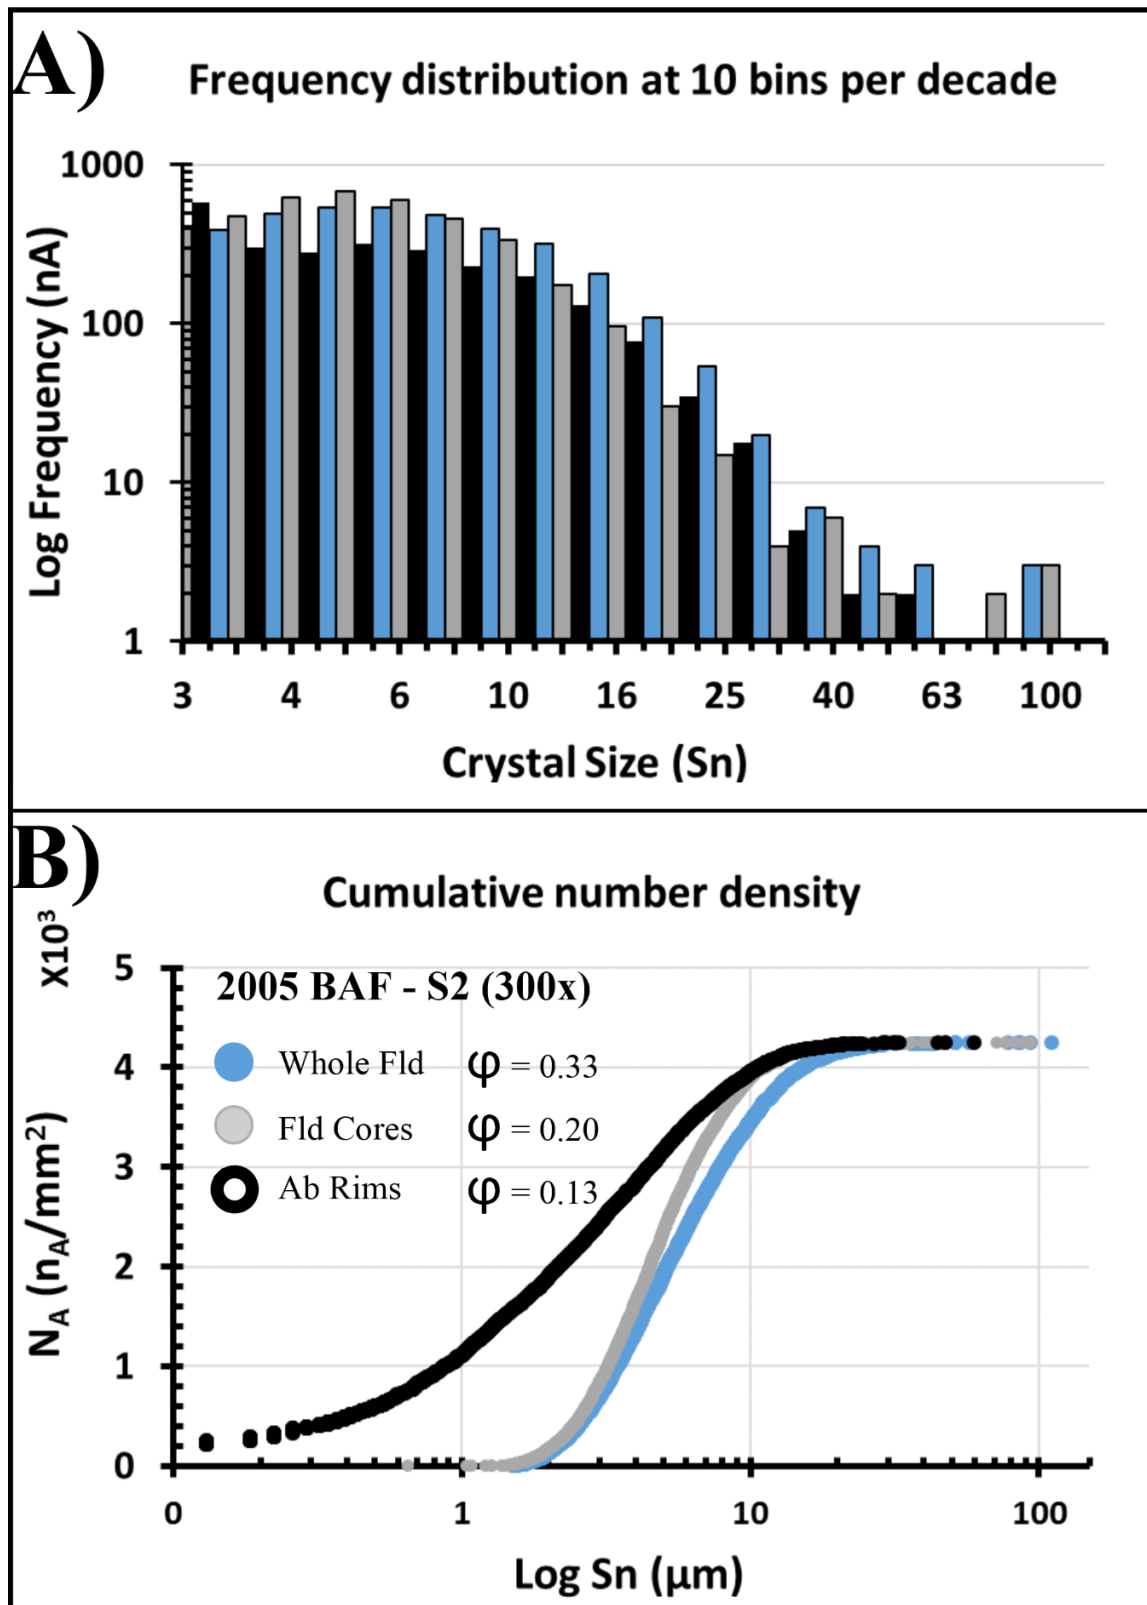 A)
Frequency distribution at 10 bins per decade
Log Frequency (nA)
1000
100
10
1
3 4 6 10 16 25 40 63 100
Crystal Size (Sn)
B)
Cumulative number density
X10³
N_A (n_A/mm²)
5
4
3
2
1
0
2005 BAF - S2 (300x)
Whole Fld φ = 0.33
Fld Cores φ = 0.20
Ab Rims φ = 0.13
0 1 10 100
Log Sn (μm)